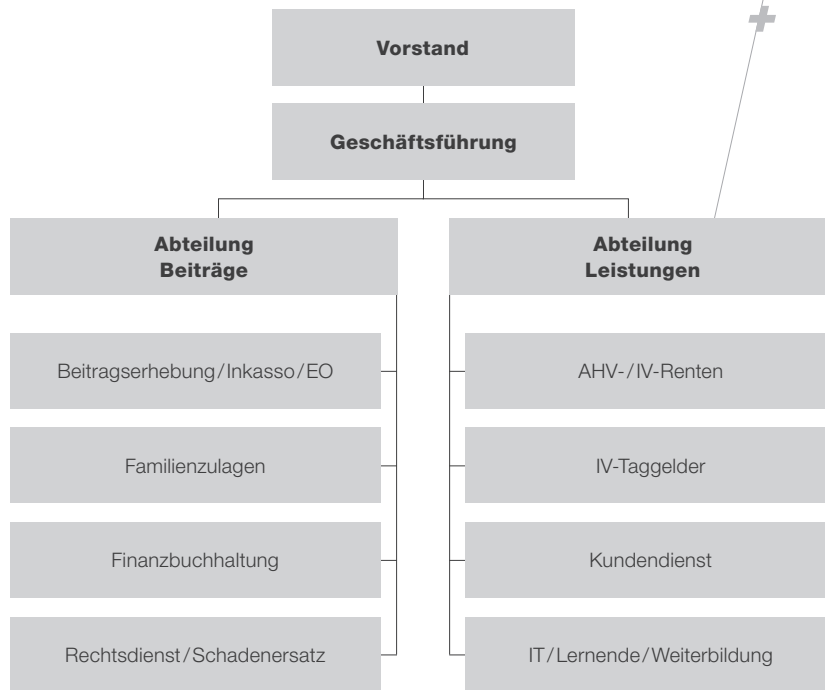 Vorstand
Geschäftsführung
Abteilung
Beiträge
Beitragserhebung/Inkasso/EO
Familienzulagen
Finanzbuchhaltung
Rechtsdienst/Schadenersatz
Abteilung
Leistungen
AHV-/IV-Renten
IV-Taggelder
Kundendienst
IT/Lernende/Weiterbildung